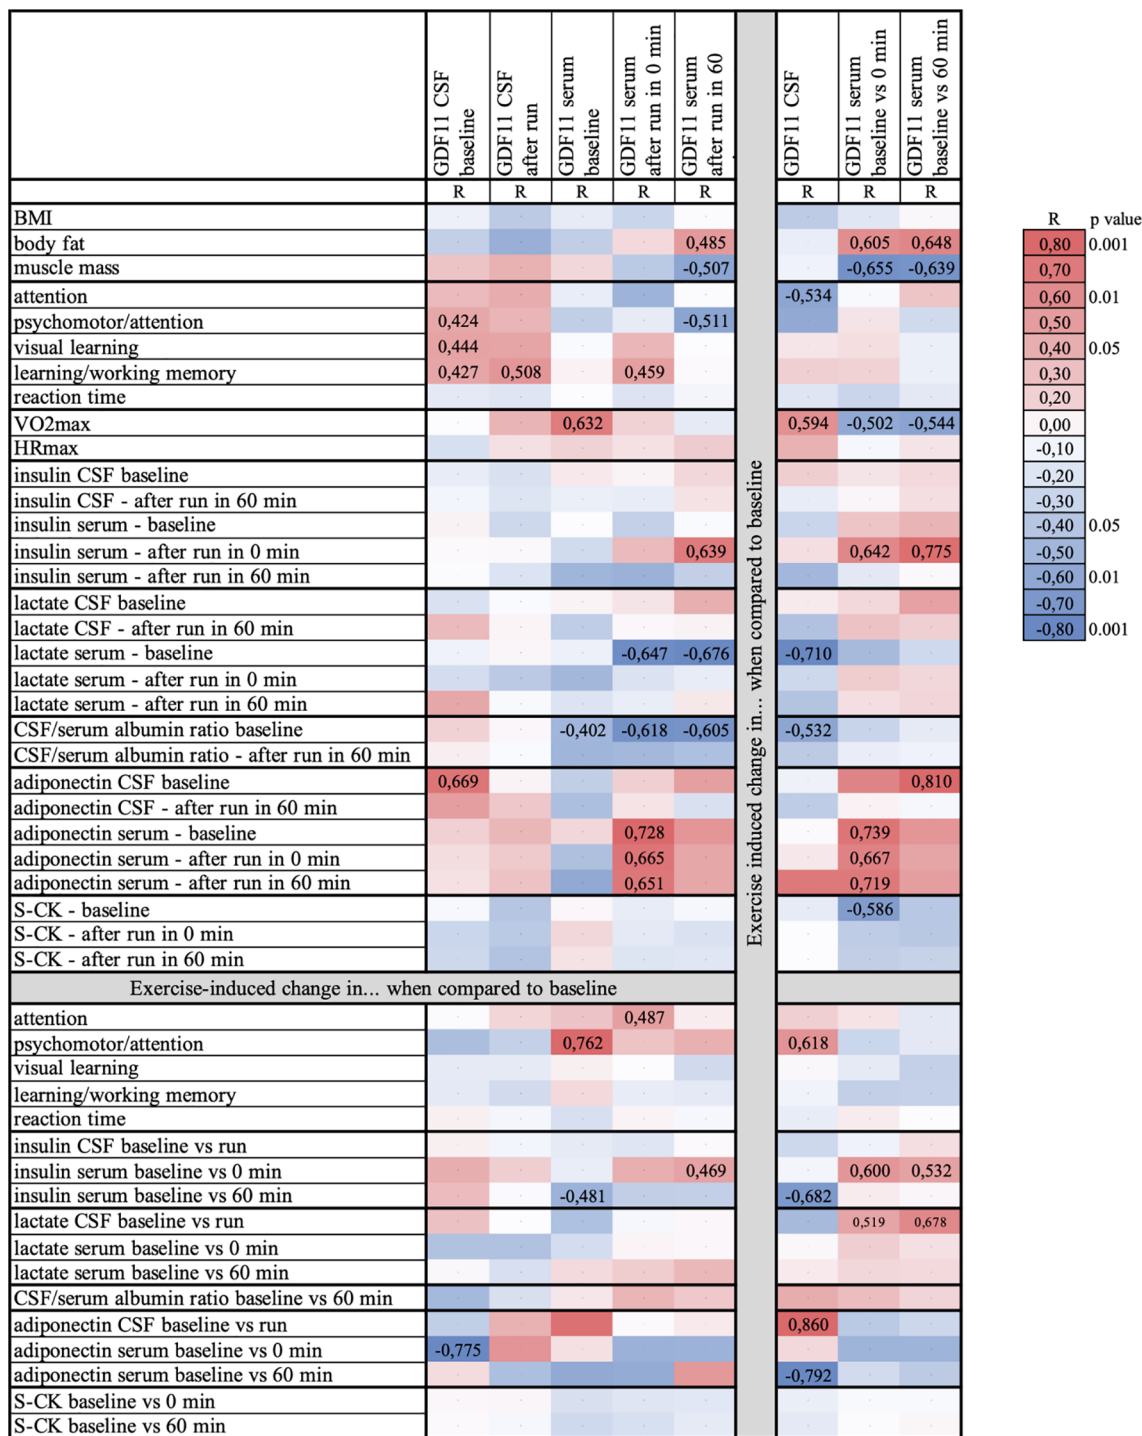 GDF11 CSF baseline
GDF11 CSF after run
GDF11 serum baseline
GDF11 serum after run in 0 min
GDF11 serum after run in 60
GDF11 CSF
GDF11 serum baseline vs 0 min
GDF11 serum baseline vs 60 min
R R R R R R R R
BMI
body fat 0,485 0,605 0,648
muscle mass -0,507 -0,655 -0,639
attention -0,534
psychomotor/attention 0,424 -0,511
visual learning 0,444
learning/working memory 0,427 0,508 0,459
reaction time
VO2max 0,632 0,594 -0,502 -0,544
HRmax
insulin CSF baseline
insulin CSF - after run in 60 min
insulin serum - baseline
insulin serum - after run in 0 min 0,639 0,642 0,775
insulin serum - after run in 60 min
lactate CSF baseline
lactate CSF - after run in 60 min
lactate serum - baseline -0,647 -0,676 -0,710
lactate serum - after run in 0 min
lactate serum - after run in 60 min
CSF/serum albumin ratio baseline -0,402 -0,618 -0,605 -0,532
CSF/serum albumin ratio - after run in 60 min
adiponectin CSF baseline 0,669 0,810
adiponectin CSF - after run in 60 min
adiponectin serum - baseline 0,728 0,739
adiponectin serum - after run in 0 min 0,665 0,667
adiponectin serum - after run in 60 min 0,651 0,719
S-CK - baseline -0,586
S-CK - after run in 0 min
S-CK - after run in 60 min
Exercise induced change in... when compared to baseline
Exercise-induced change in... when compared to baseline
attention 0,487
psychomotor/attention 0,762 0,618
visual learning
learning/working memory
reaction time
insulin CSF baseline vs run
insulin serum baseline vs 0 min 0,469 0,600 0,532
insulin serum baseline vs 60 min -0,481 -0,682
lactate CSF baseline vs run 0,519 0,678
lactate serum baseline vs 0 min
lactate serum baseline vs 60 min
CSF/serum albumin ratio baseline vs 60 min
adiponectin CSF baseline vs run 0,860
adiponectin serum baseline vs 0 min -0,775
adiponectin serum baseline vs 60 min -0,792
S-CK baseline vs 0 min
S-CK baseline vs 60 min
R p value
0,80 0.001
0,70
0,60 0.01
0,50
0,40 0.05
0,30
0,20
0,00
-0,10
-0,20
-0,30
-0,40 0.05
-0,50
-0,60 0.01
-0,70
-0,80 0.001